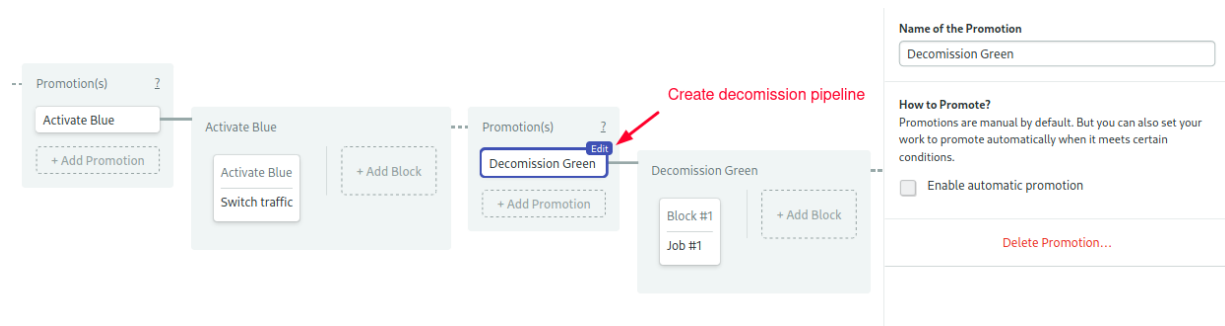 Promotion(s) ?
Activate Blue
+ Add Promotion
Activate Blue
Activate Blue
Switch traffic
+ Add Block
Create decomission pipeline
Promotion(s) ?
Edit
Decomission Green
+ Add Promotion
Decomission Green
Block #1
Job #1
+ Add Block
Name of the Promotion
Decomission Green
How to Promote?
Promotions are manual by default. But you can also set your
work to promote automatically when it meets certain
conditions.
Enable automatic promotion
Delete Promotion...